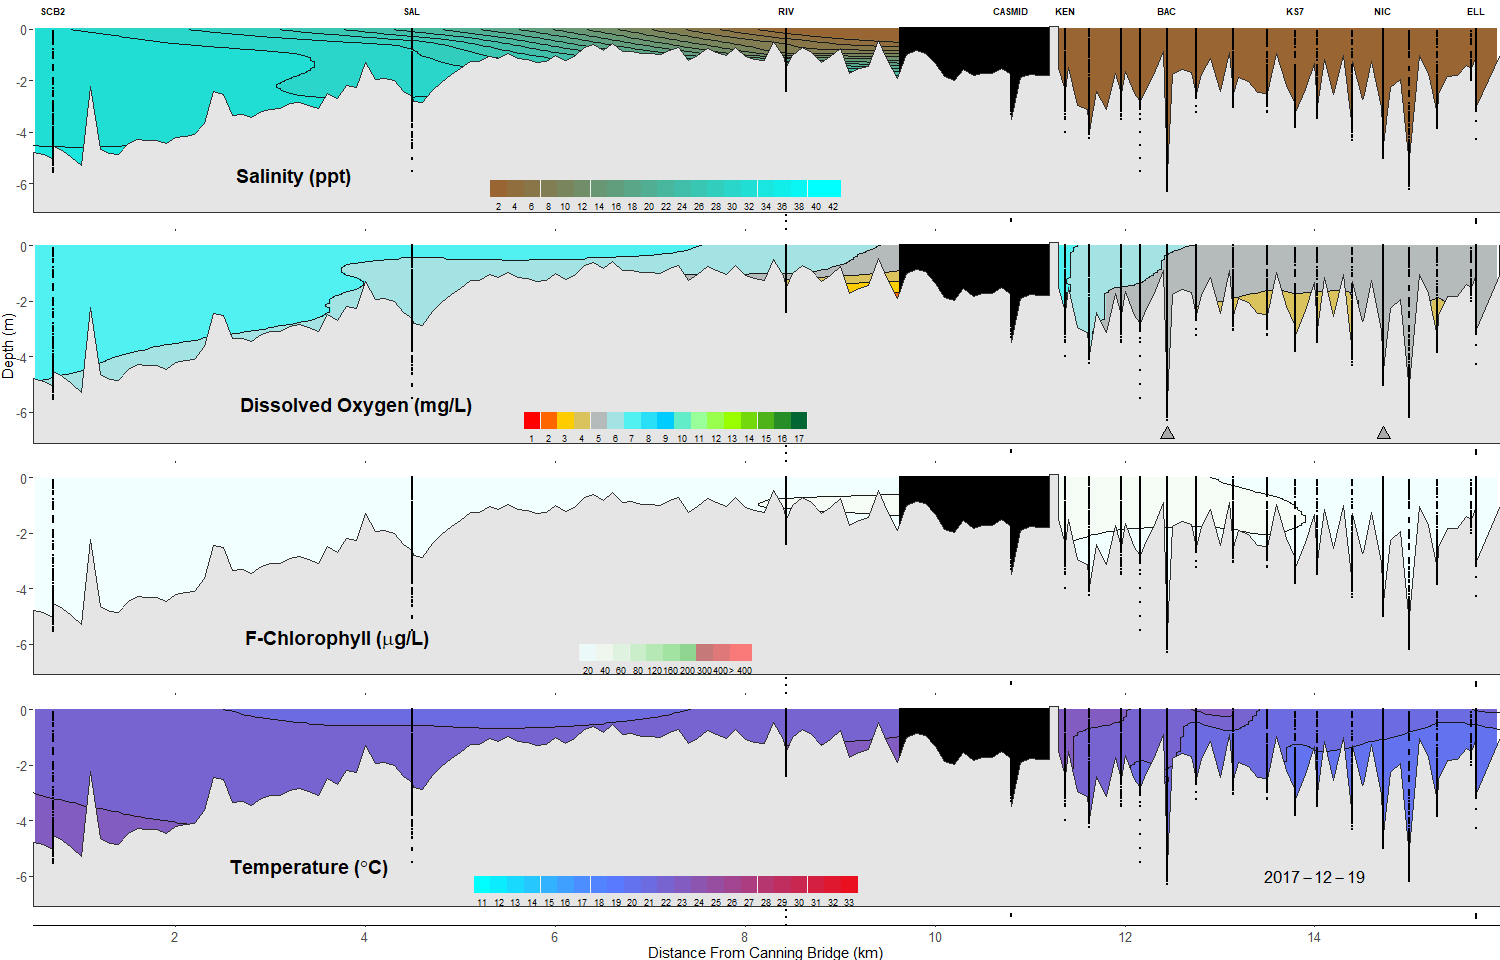 SCB2 SAL RIV CASMID KEN BAC KS7 NIC ELL
0
-2
-4
-6
Salinity (ppt)
2 4 6 8 10 12 14 16 18 20 22 24 26 28 30 32 34 36 38 40 42
0
-2
-4
-6
Dissolved Oxygen (mg/L)
1 2 3 4 5 6 7 8 9 10 11 12 13 14 15 16 17
Depth (m)
0
-2
-4
-6
F-Chlorophyll (μg/L)
20 40 60 80 120 160 200 300 400 > 400
0
-2
-4
-6
Temperature (°C)
11 12 13 14 15 16 17 18 19 20 21 22 23 24 25 26 27 28 29 30 31 32 33
2017 – 12 – 19
2 4 6 8 10 12 14
Distance From Canning Bridge (km)